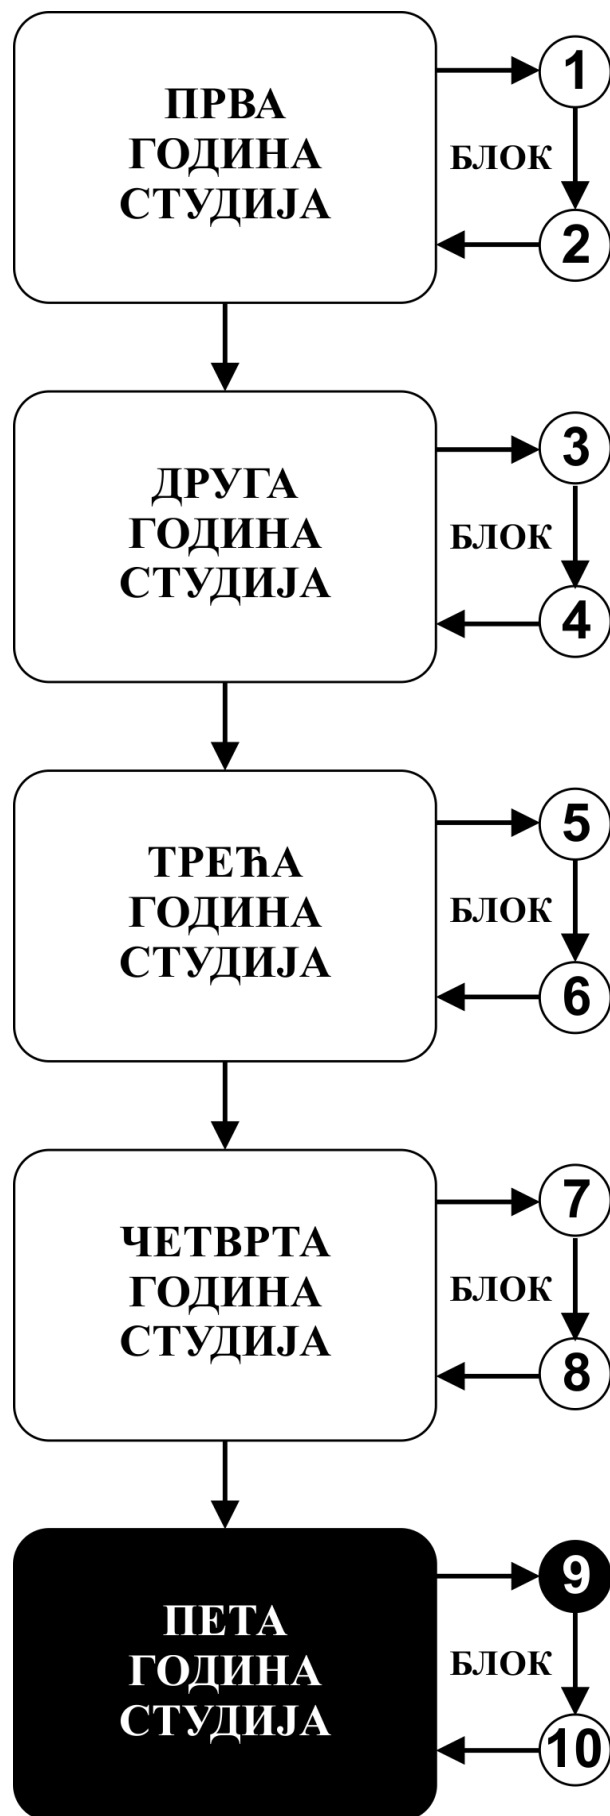 ПРВА
ГОДИНА
СТУДИЈА
1
БЛОК
2
ДРУГА
ГОДИНА
СТУДИЈА
3
БЛОК
4
ТРЕЋА
ГОДИНА
СТУДИЈА
5
БЛОК
6
ЧЕТВРТА
ГОДИНА
СТУДИЈА
7
БЛОК
8
ПЕТА
ГОДИНА
СТУДИЈА
9
БЛОК
10